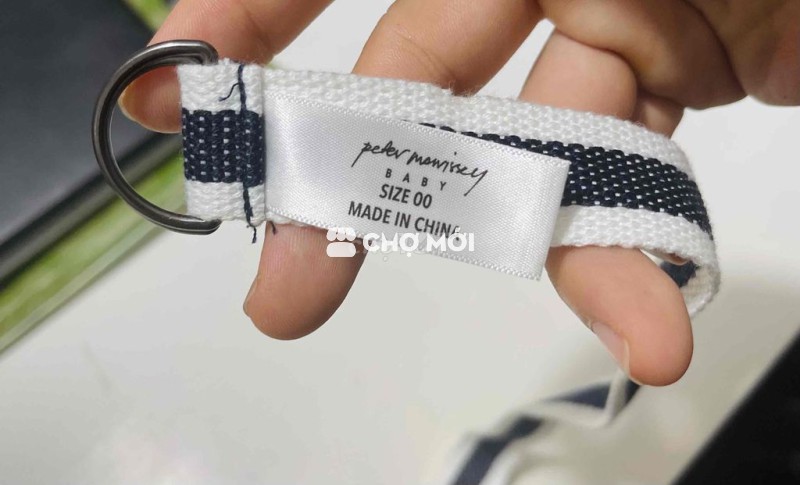 peter morrissey
BABY
SIZE 00
MADE IN CHINA
CHỢ MỚI